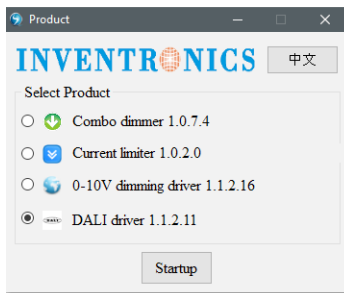 Product
INVENTRONICS
中文
Select Product
Combo dimmer 1.0.7.4
Current limiter 1.0.2.0
0-10V dimming driver 1.1.2.16
DALI
DALI driver 1.1.2.11
Startup